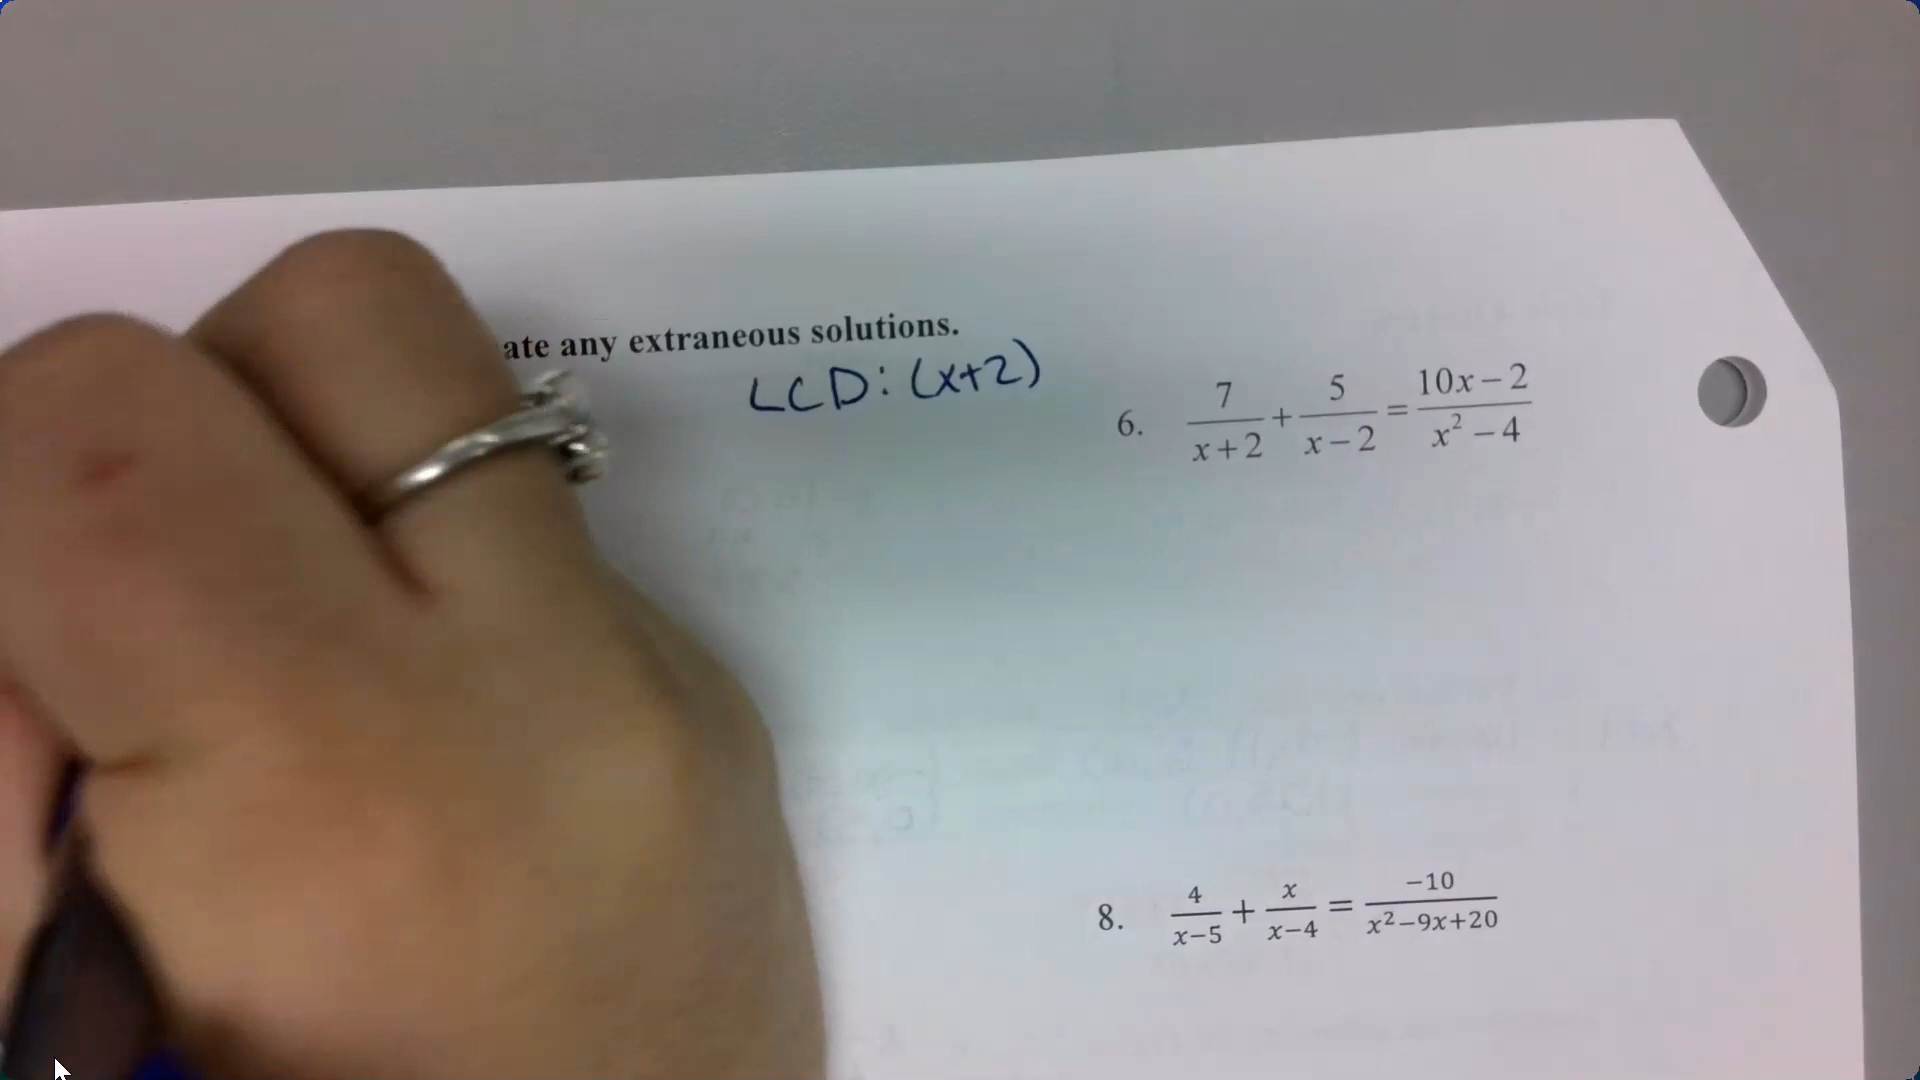 ate any extraneous solutions.
LCD: (x+2)
6. 7/(x+2) + 5/(x−2) = (10x−2)/(x²−4)
8. 4/(x−5) + x/(x−4) = −10/(x²−9x+20)